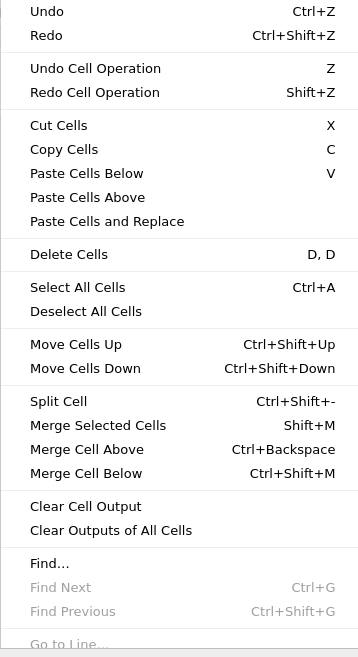 Undo Ctrl+Z
Redo Ctrl+Shift+Z
Undo Cell Operation Z
Redo Cell Operation Shift+Z
Cut Cells X
Copy Cells C
Paste Cells Below V
Paste Cells Above
Paste Cells and Replace
Delete Cells D, D
Select All Cells Ctrl+A
Deselect All Cells
Move Cells Up Ctrl+Shift+Up
Move Cells Down Ctrl+Shift+Down
Split Cell Ctrl+Shift+-
Merge Selected Cells Shift+M
Merge Cell Above Ctrl+Backspace
Merge Cell Below Ctrl+Shift+M
Clear Cell Output
Clear Outputs of All Cells
Find…
Find Next Ctrl+G
Find Previous Ctrl+Shift+G
Go to Line…